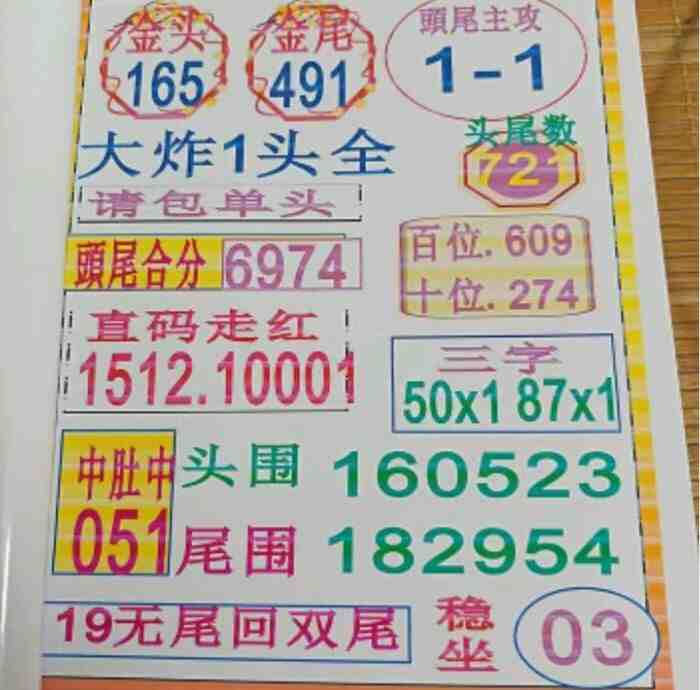 金头
165
金尾
491
頭尾主攻
1-1
大炸1头全
头尾数
721
请包单头
頭尾合分 6974
百位.609
十位.274
直码走红
1512.10001
三字
50x1 87x1
中肚中
051
头围 160523
尾围 182954
19无尾回双尾
稳坐 03